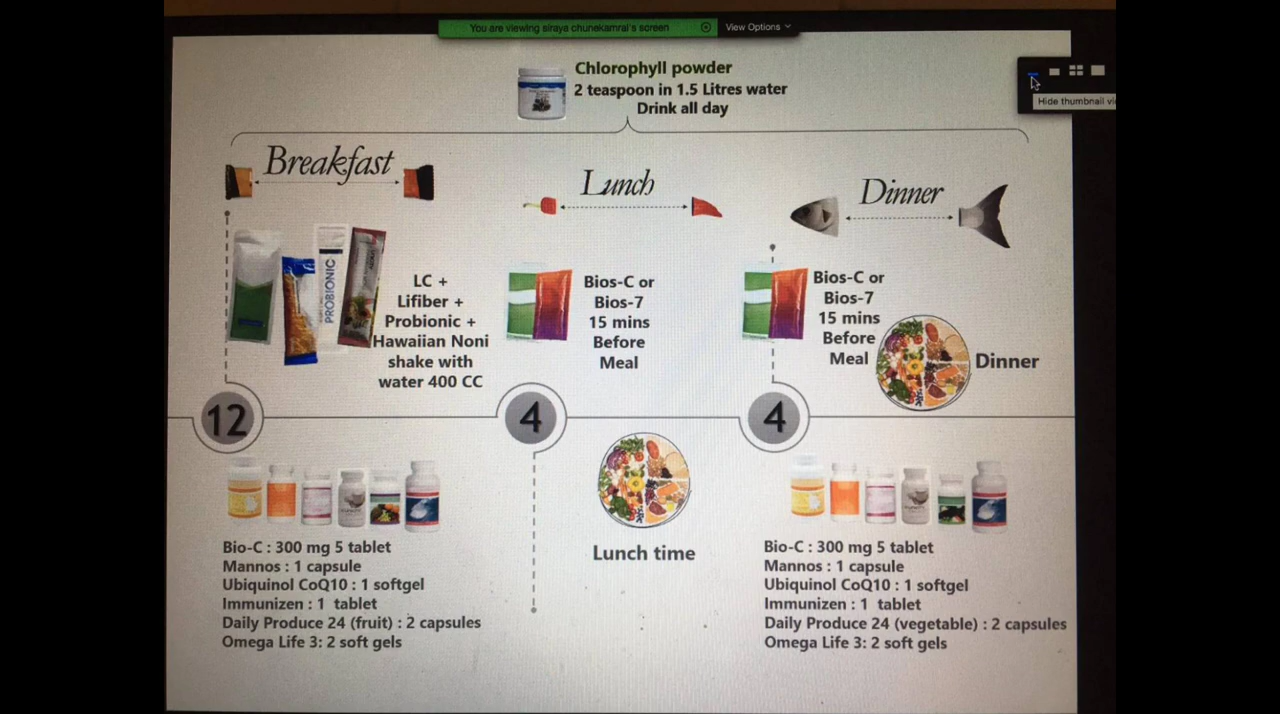 You are viewing siraye chunekamrai's screen
View Options
Hide thumbnail vi
Chlorophyll powder
2 teaspoon in 1.5 Litres water
Drink all day
Breakfast
Lunch
Dinner
PROBIONIC
LC +
Lifiber +
Probionic +
Hawaiian Noni
shake with
water 400 CC
Bios-C or
Bios-7
15 mins
Before
Meal
Bios-C or
Bios-7
15 mins
Before
Meal
Dinner
12
4
4
Lunch time
Bio-C : 300 mg 5 tablet
Mannos : 1 capsule
Ubiquinol CoQ10 : 1 softgel
Immunizen : 1 tablet
Daily Produce 24 (fruit) : 2 capsules
Omega Life 3: 2 soft gels
Bio-C : 300 mg 5 tablet
Mannos : 1 capsule
Ubiquinol CoQ10 : 1 softgel
Immunizen : 1 tablet
Daily Produce 24 (vegetable) : 2 capsules
Omega Life 3: 2 soft gels